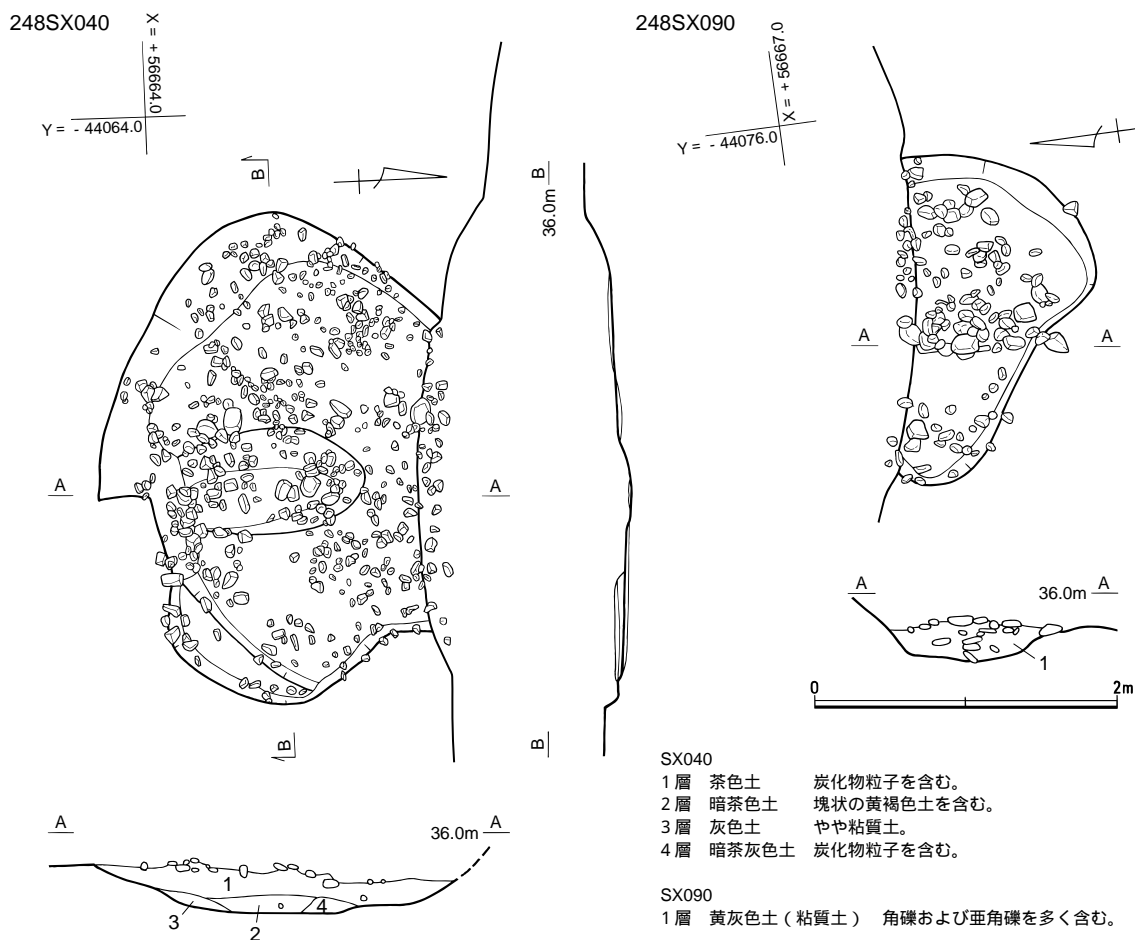 248SX040
X = + 56664.0
Y = - 44064.0
B
B
36.0m
A
A
B
B
A
36.0m A
1
3
2
4
248SX090
X = + 56667.0
Y = - 44076.0
A
A
A
36.0m A
1
0 2m
SX040
1層 茶色土 炭化物粒子を含む。
2層 暗茶色土 塊状の黄褐色土を含む。
3層 灰色土 やや粘質土。
4層 暗茶灰色土 炭化物粒子を含む。
SX090
1層 黄灰色土(粘質土) 角礫および亜角礫を多く含む。